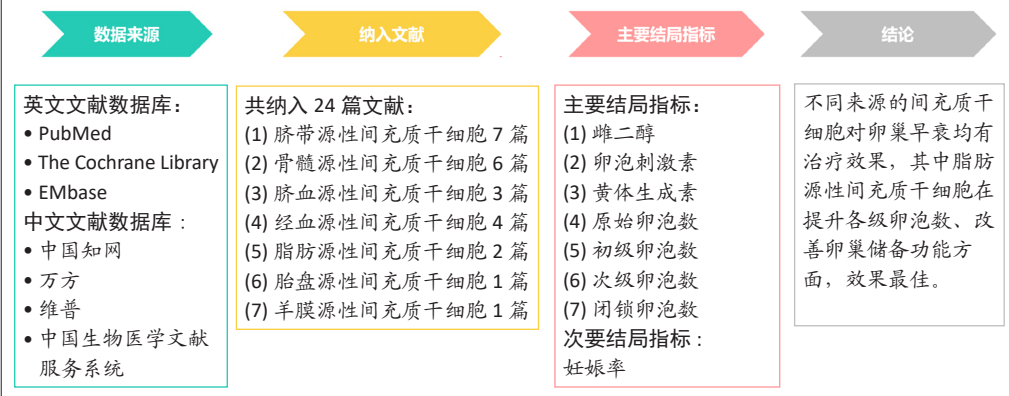 数据来源
纳入文献
主要结局指标
结论
英文文献数据库：
• PubMed
• The Cochrane Library
• EMbase
中文文献数据库：
• 中国知网
• 万方
• 维普
• 中国生物医学文献
服务系统
共纳入 24 篇文献：
(1) 脐带源性间充质干细胞 7 篇
(2) 骨髓源性间充质干细胞 6 篇
(3) 脐血源性间充质干细胞 3 篇
(4) 经血源性间充质干细胞 4 篇
(5) 脂肪源性间充质干细胞 2 篇
(6) 胎盘源性间充质干细胞 1 篇
(7) 羊膜源性间充质干细胞 1 篇
主要结局指标：
(1) 雌二醇
(2) 卵泡刺激素
(3) 黄体生成素
(4) 原始卵泡数
(5) 初级卵泡数
(6) 次级卵泡数
(7) 闭锁卵泡数
次要结局指标：
妊娠率
不同来源的间充质干
细胞对卵巢早衰均有
治疗效果，其中脂肪
源性间充质干细胞在
提升各级卵泡数、改
善卵巢储备功能方
面，效果最佳。